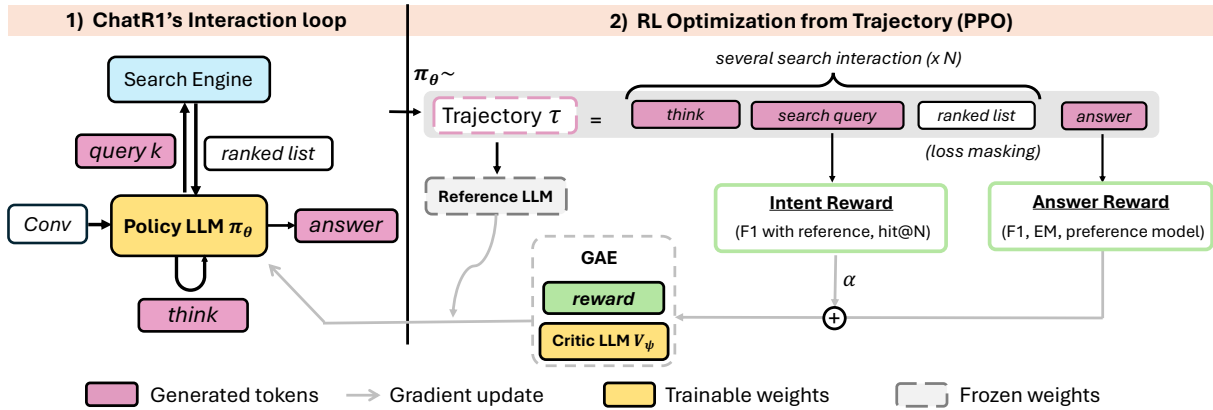 1) ChatR1's Interaction loop
2) RL Optimization from Trajectory (PPO)
Search Engine
query k
ranked list
Conv
Policy LLM π_θ
answer
think
π_θ~
several search interaction (x N)
Trajectory τ
=
think
search query
ranked list
answer
(loss masking)
Reference LLM
Intent Reward
(F1 with reference, hit@N)
Answer Reward
(F1, EM, preference model)
GAE
reward
Critic LLM V_ψ
α
+
Generated tokens
Gradient update
Trainable weights
Frozen weights